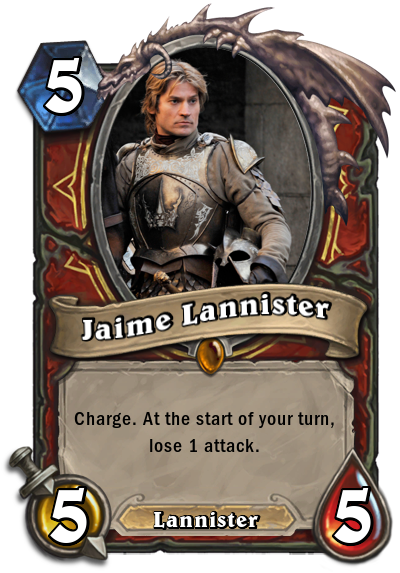 5
Jaime Lannister
Charge. At the start of your turn,
lose 1 attack.
5
Lannister
5